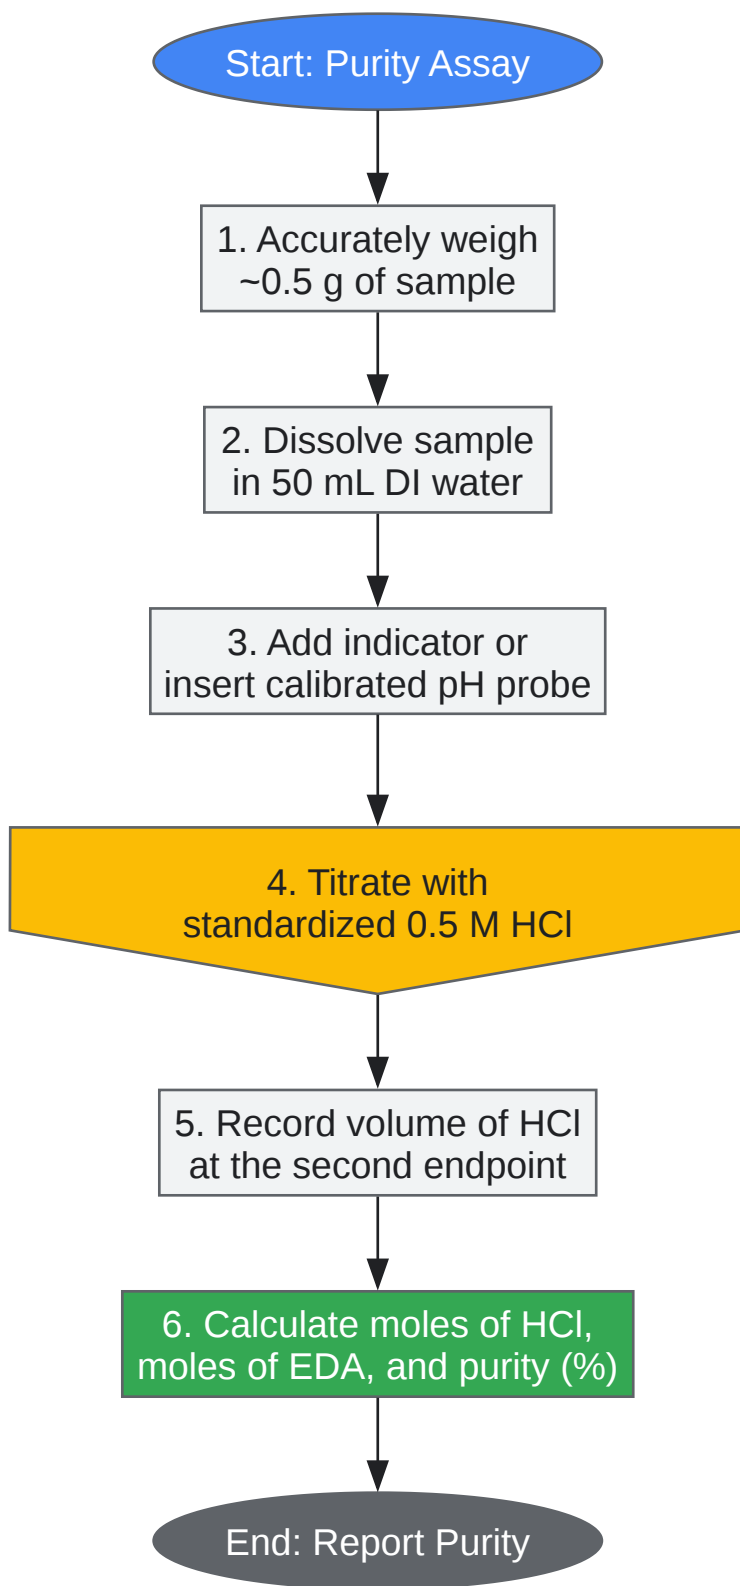 Start: Purity Assay
1. Accurately weigh
~0.5 g of sample
2. Dissolve sample
in 50 mL DI water
3. Add indicator or
insert calibrated pH probe
4. Titrate with
standardized 0.5 M HCl
5. Record volume of HCl
at the second endpoint
6. Calculate moles of HCl,
moles of EDA, and purity (%)
End: Report Purity